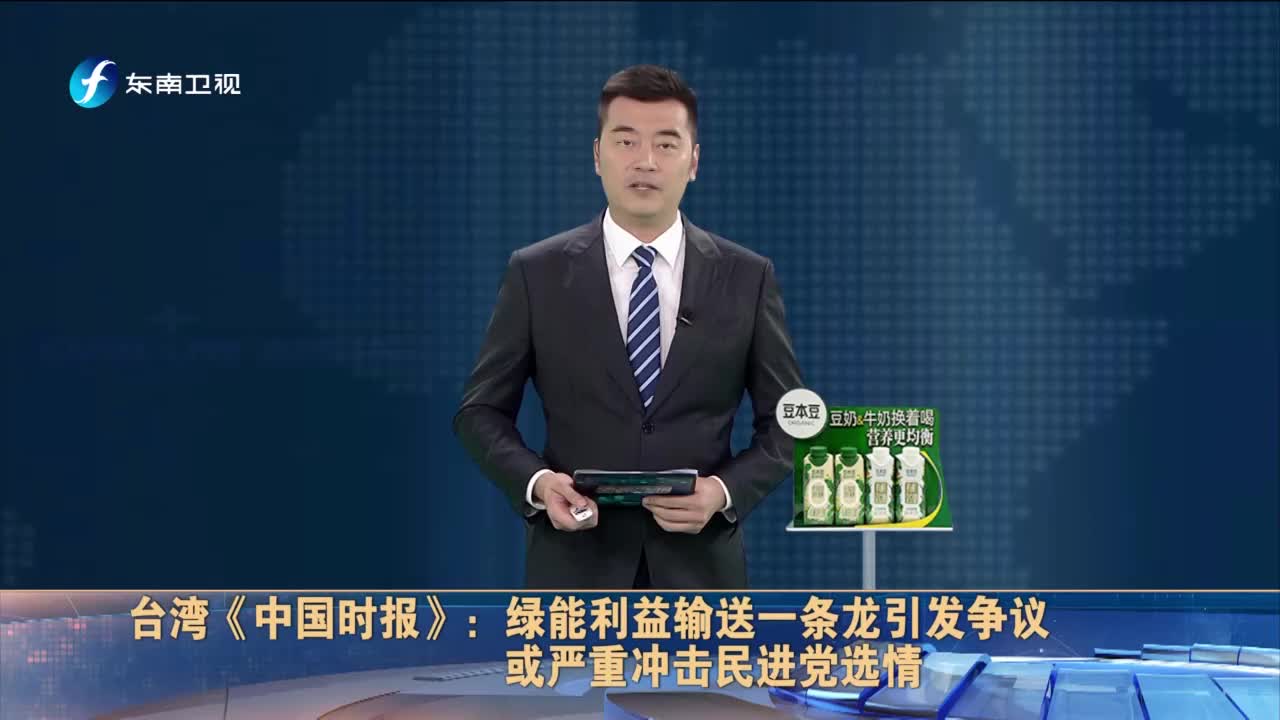 东南卫视
豆本豆
ORGANIC
豆奶&牛奶换着喝
营养更均衡
台湾《中国时报》：绿能利益输送一条龙引发争议
或严重冲击民进党选情